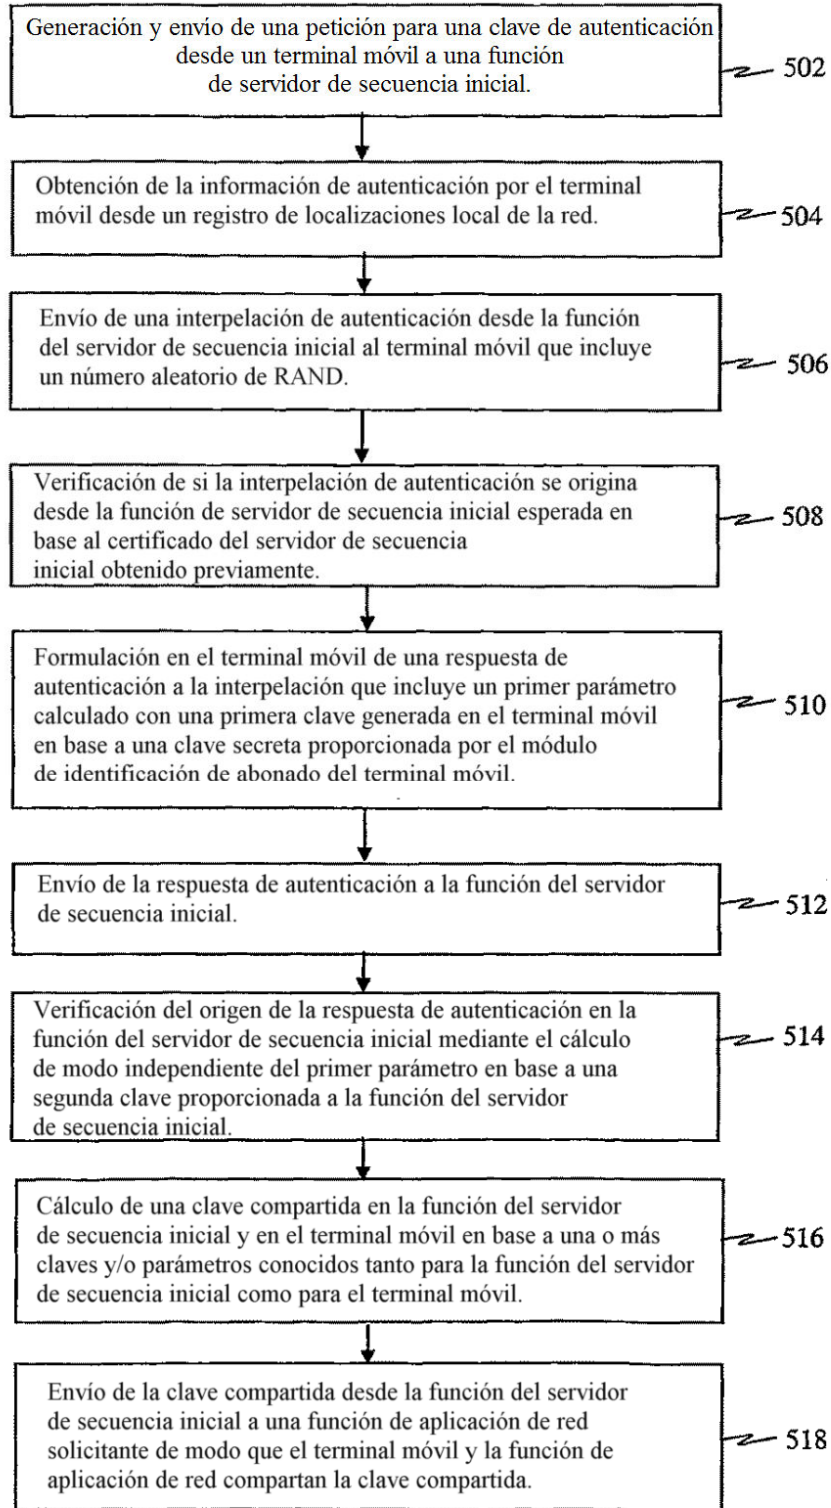 Generación y envío de una petición para una clave de autenticación
desde un terminal móvil a una función
de servidor de secuencia inicial.
502
Obtención de la información de autenticación por el terminal
móvil desde un registro de localizaciones local de la red.
504
Envío de una interpelación de autenticación desde la función
del servidor de secuencia inicial al terminal móvil que incluye
un número aleatorio de RAND.
506
Verificación de si la interpelación de autenticación se origina
desde la función de servidor de secuencia inicial esperada en
base al certificado del servidor de secuencia
inicial obtenido previamente.
508
Formulación en el terminal móvil de una respuesta de
autenticación a la interpelación que incluye un primer parámetro
calculado con una primera clave generada en el terminal móvil
en base a una clave secreta proporcionada por el módulo
de identificación de abonado del terminal móvil.
510
Envío de la respuesta de autenticación a la función del servidor
de secuencia inicial.
512
Verificación del origen de la respuesta de autenticación en la
función del servidor de secuencia inicial mediante el cálculo
de modo independiente del primer parámetro en base a una
segunda clave proporcionada a la función del servidor
de secuencia inicial.
514
Cálculo de una clave compartida en la función del servidor
de secuencia inicial y en el terminal móvil en base a una o más
claves y/o parámetros conocidos tanto para la función del servidor
de secuencia inicial como para el terminal móvil.
516
Envío de la clave compartida desde la función del servidor
de secuencia inicial a una función de aplicación de red
solicitante de modo que el terminal móvil y la función de
aplicación de red compartan la clave compartida.
518